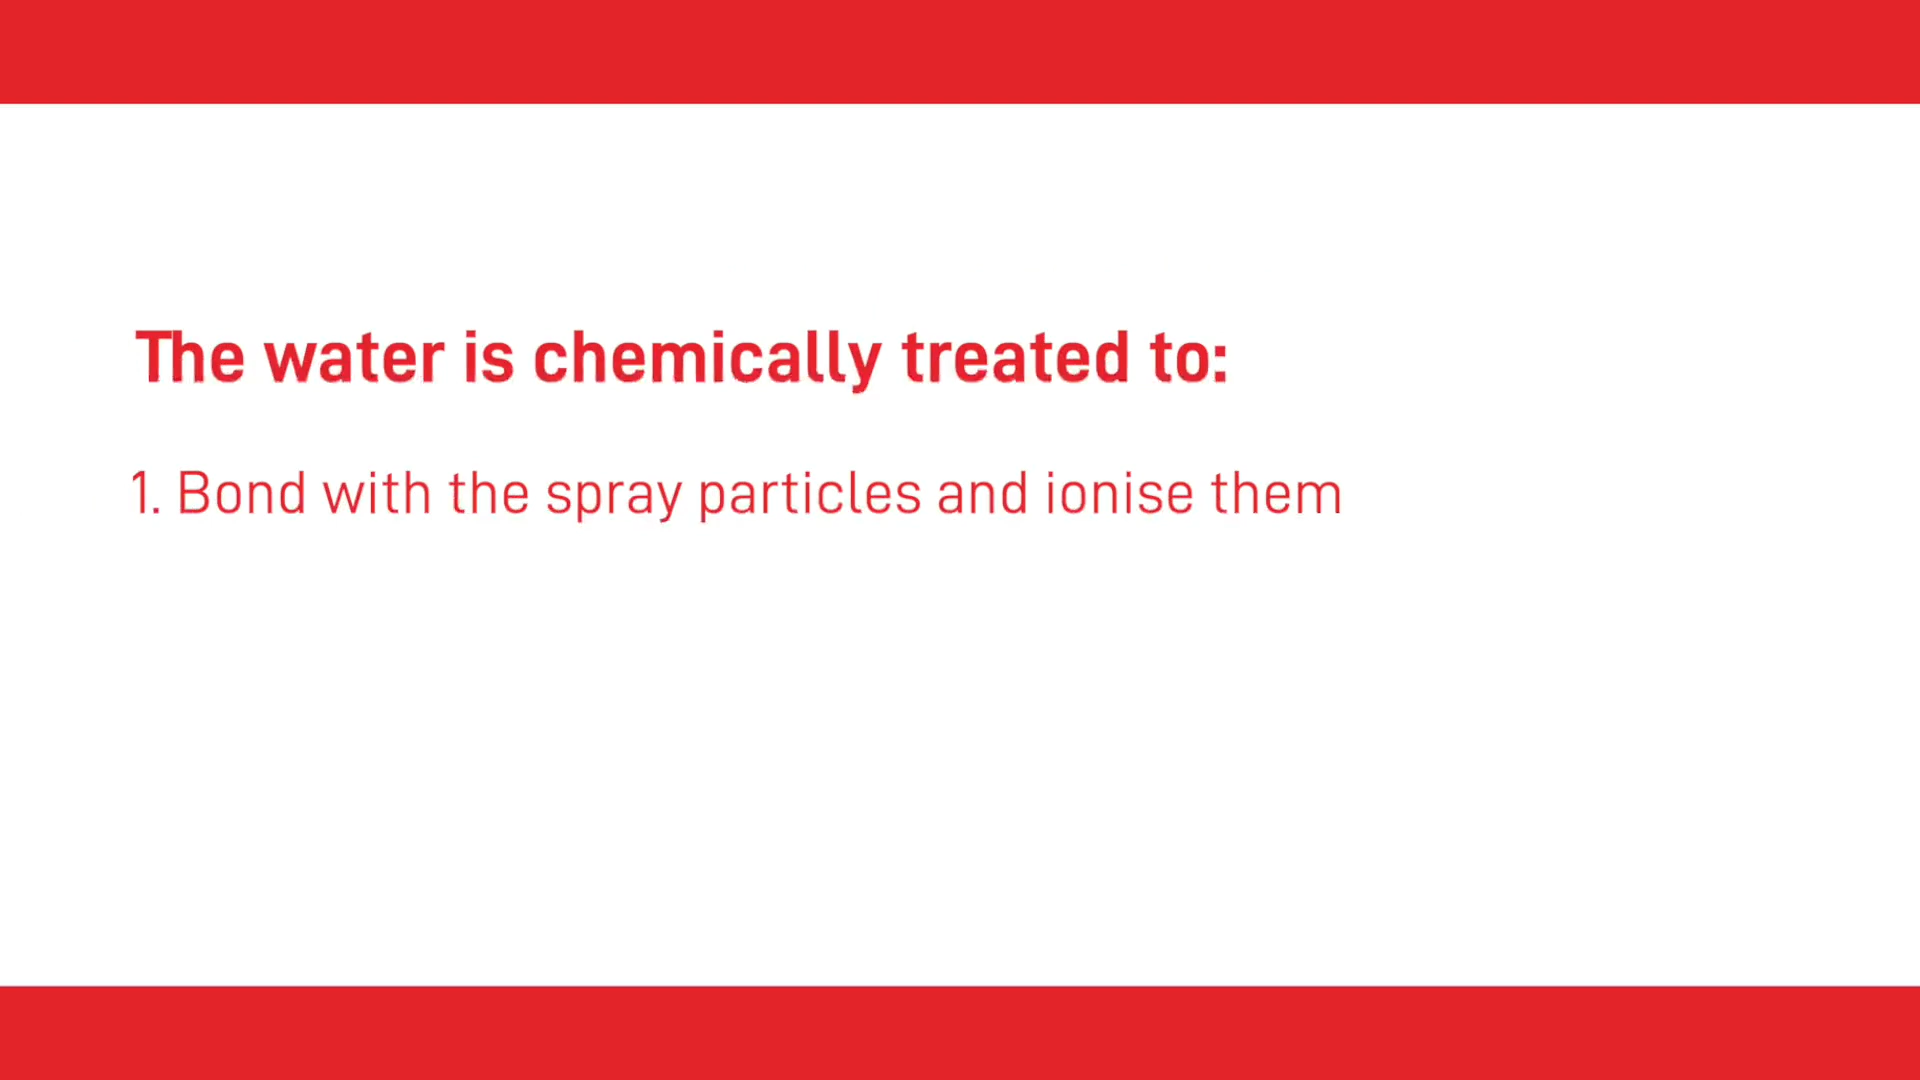 The water is chemically treated to:
1. Bond with the spray particles and ionise them